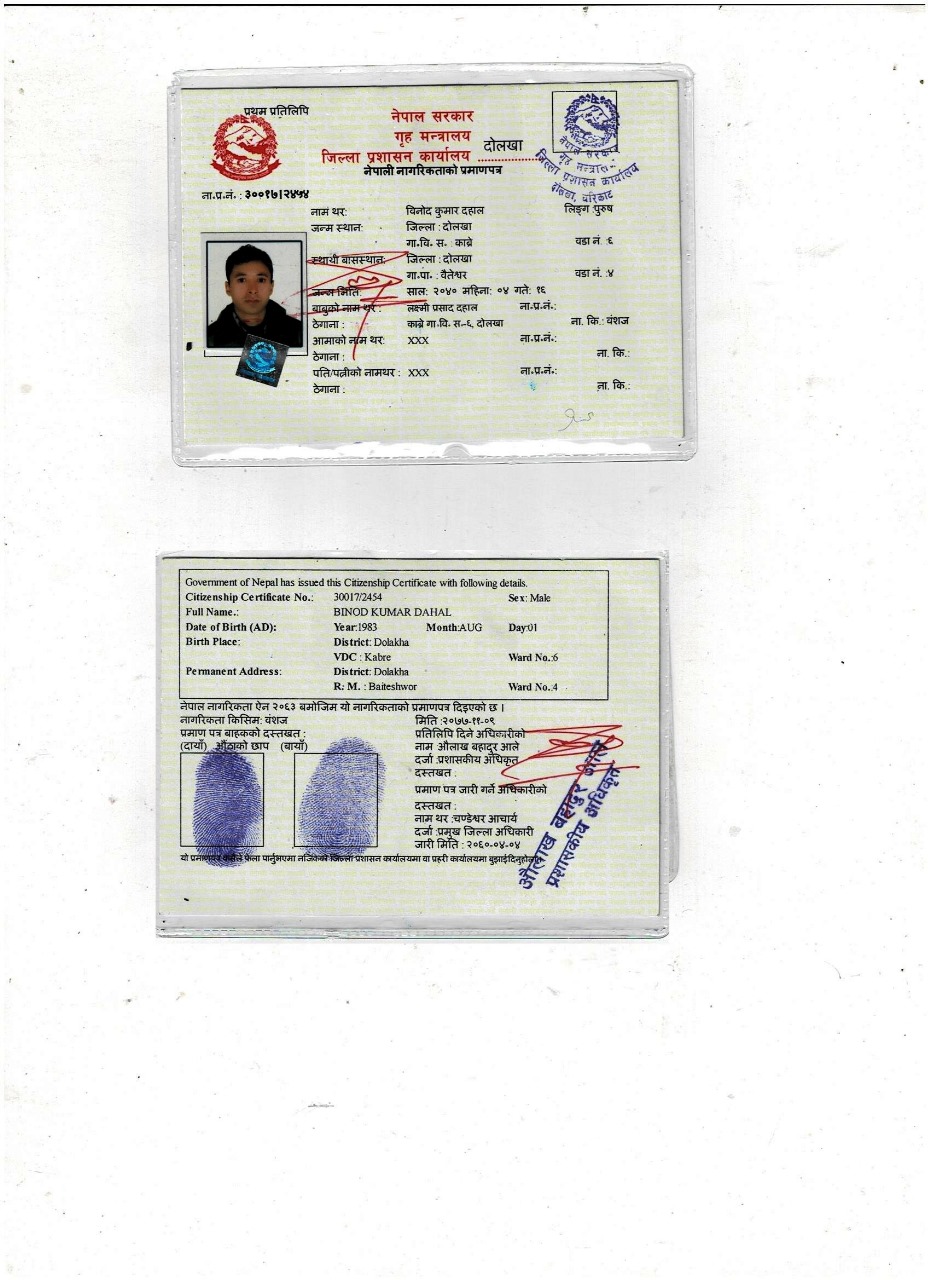 प्रथम प्रतिलिपि
नेपाल सरकार
गृह मन्त्रालय
जिल्ला प्रशासन कार्यालय .............. दोलखा
नेपाली नागरिकताको प्रमाणपत्र
नेपाल सरकार
गृह मन्त्रालय
जिल्ला प्रशासन कार्यालय
दोलखा, चरिकोट
ना.प्र.नं. : ३००१७|२४५४
नाम थर: विनोद कुमार दाहाल लिङ्ग :पुरुष
जन्म स्थान: जिल्ला : दोलखा
गा.वि. स. : काब्रे वडा नं. :६
स्थायी बासस्थान: जिल्ला : दोलखा
गा.पा. : वैतेश्वर वडा नं. :४
जन्म मिति: साल: २०४० महिना: ०४ गते: १६
बाबुको नाम थर : लक्ष्मी प्रसाद दहाल ना.प्र.नं.:
ठेगाना : काब्रे गा.वि. स.-६, दोलखा ना. कि.: वंशज
आमाको नाम थर: XXX ना.प्र.नं.:
ठेगाना : ना. कि.:
पति/पत्नीको नामथर : XXX ना.प्र.नं.:
ठेगाना : ना. कि.:
Government of Nepal has issued this Citizenship Certificate with following details.
Citizenship Certificate No.: 30017/2454 Sex: Male
Full Name.: BINOD KUMAR DAHAL
Date of Birth (AD): Year:1983 Month:AUG Day:01
Birth Place: District: Dolakha
VDC : Kabre Ward No.:6
Permanent Address: District: Dolakha
R. M. : Baiteshwor Ward No.:4
नेपाल नागरिकता ऐन २०६३ बमोजिम यो नागरिकताको प्रमाणपत्र दिइएको छ ।
नागरिकता किसिम: वंशज मिति :२०७७-११-०९
प्रमाण पत्र बाहकको दस्तखत : प्रतिलिपि दिने अधिकारीको
(दायाँ) औंठाको छाप (बायाँ) नाम औलाख बहादुर आले
दर्जा :प्रशासकीय अधिकृत
दस्तखत :
प्रमाण पत्र जारी गर्ने अधिकारीको
दस्तखत :
नाम थर : चण्डेश्वर आचार्य
दर्जा :प्रमुख जिल्ला अधिकारी
जारी मिति : २०६०-०४-०४
यो प्रमाणपत्र कसैले फेला पार्नुभएमा नजिकको जिल्ला प्रशासन कार्यालयमा वा प्रहरी कार्यालयमा बुझाईदिनुहोला।
औलाख बहादुर आले
प्रशासकीय अधिकृत